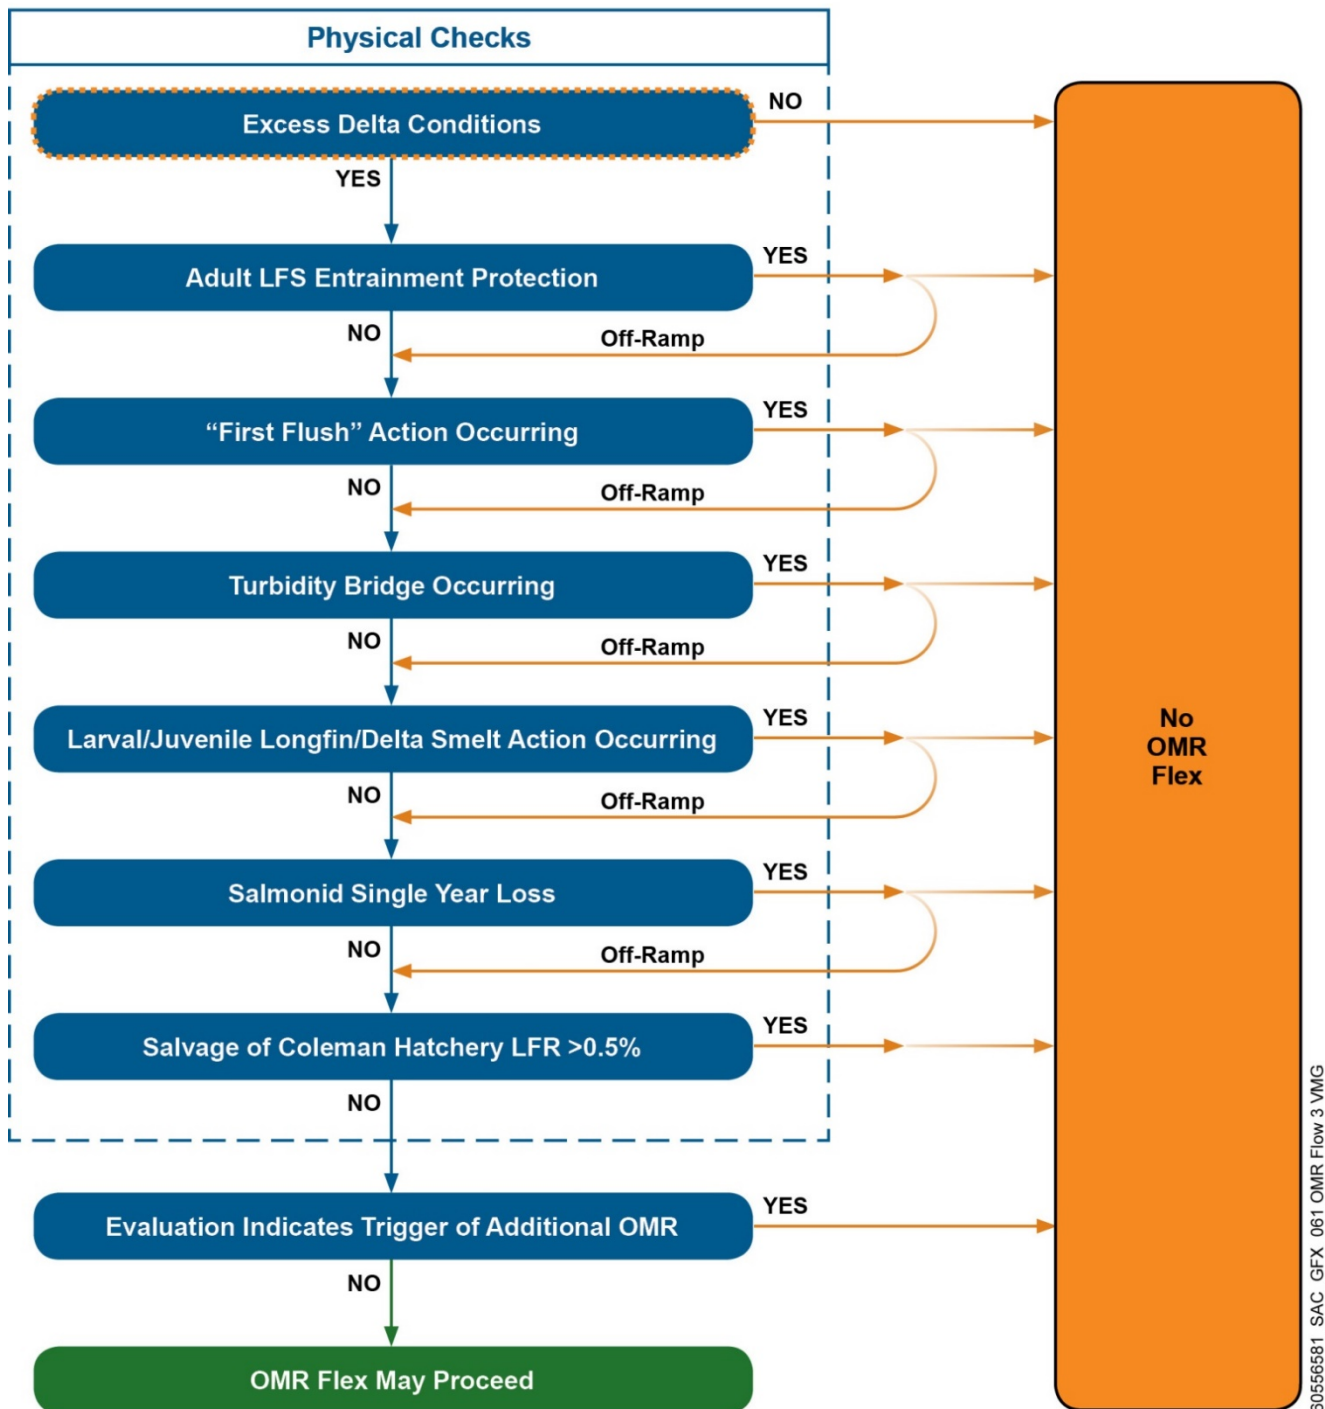 Physical Checks
Excess Delta Conditions
NO
YES
Adult LFS Entrainment Protection
YES
NO
Off-Ramp
“First Flush” Action Occurring
YES
NO
Off-Ramp
Turbidity Bridge Occurring
YES
NO
Off-Ramp
Larval/Juvenile Longfin/Delta Smelt Action Occurring
YES
NO
Off-Ramp
Salmonid Single Year Loss
YES
NO
Off-Ramp
Salvage of Coleman Hatchery LFR >0.5%
YES
NO
Evaluation Indicates Trigger of Additional OMR
YES
NO
OMR Flex May Proceed
No
OMR
Flex
60556581 SAC GFX 061 OMR Flow 3 VMG